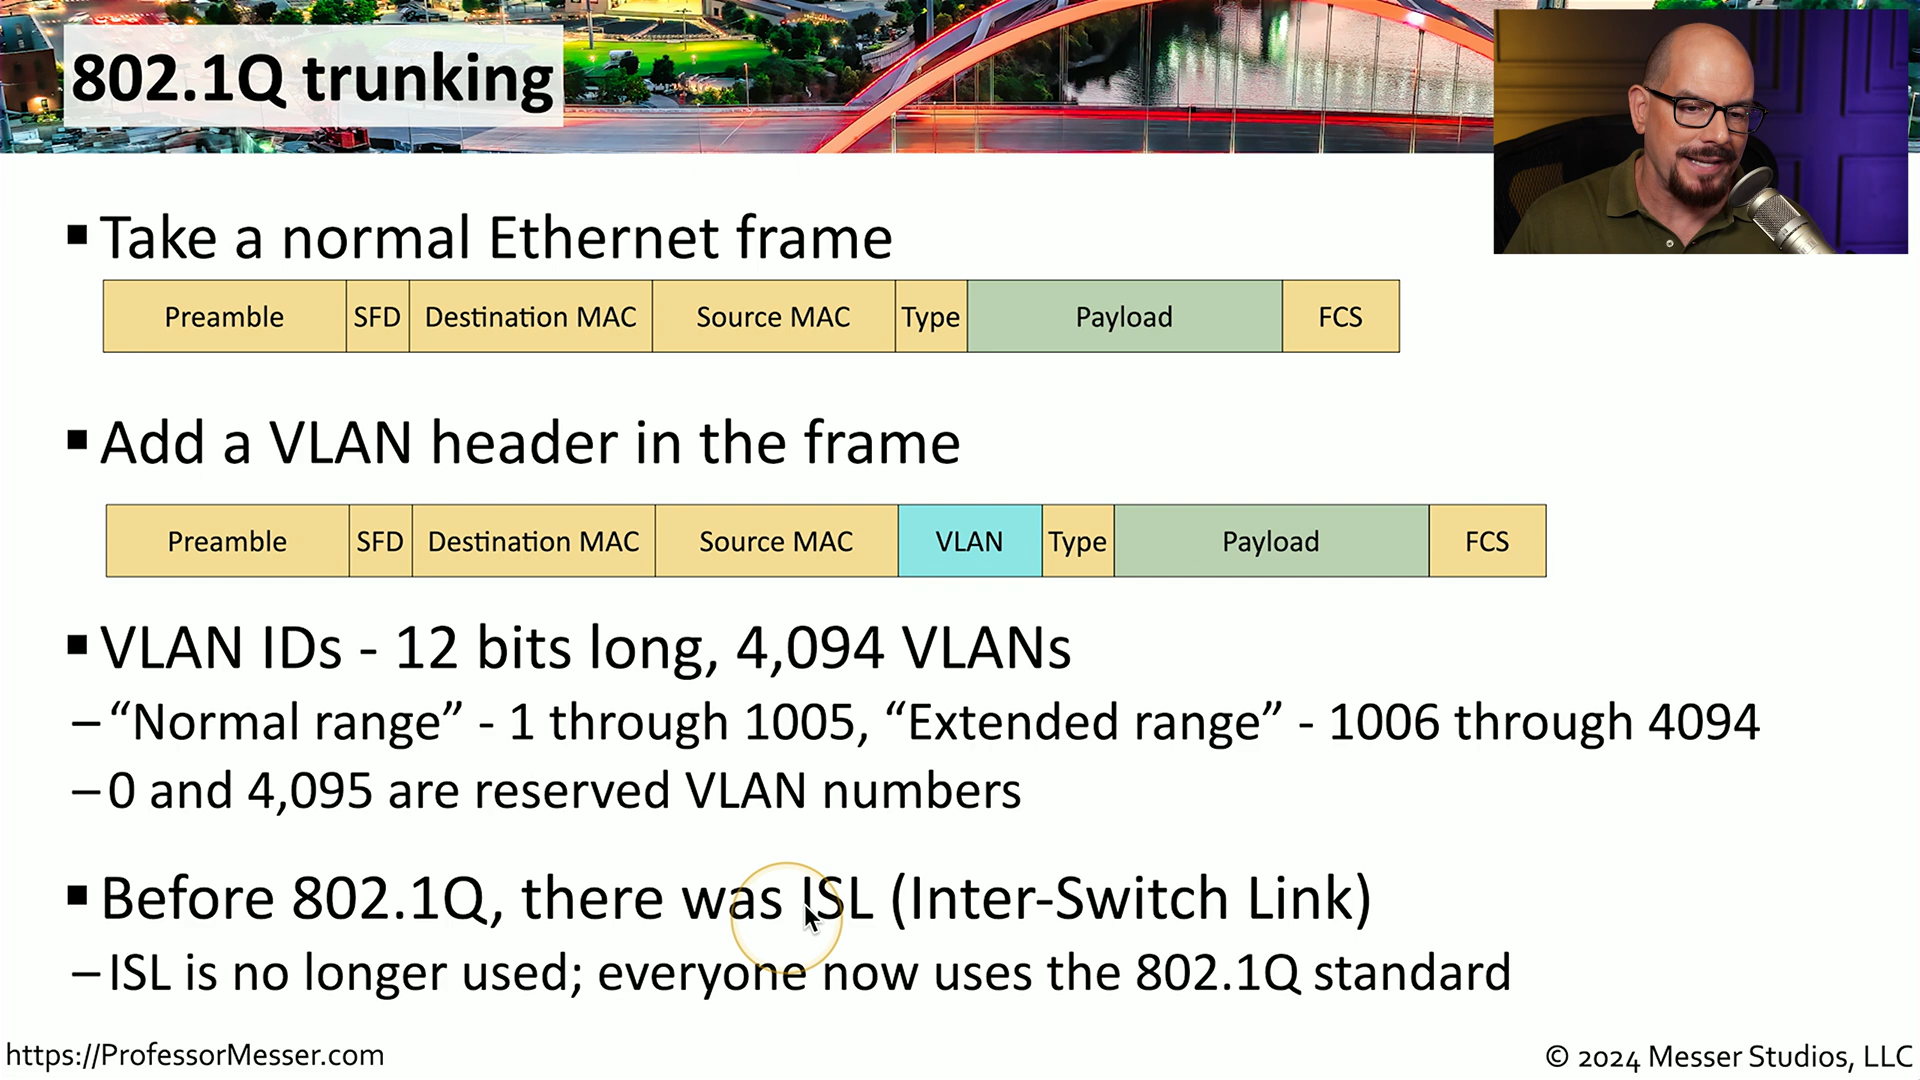 802.1Q trunking
▪ Take a normal Ethernet frame
Preamble SFD Destination MAC Source MAC Type Payload FCS
▪ Add a VLAN header in the frame
Preamble SFD Destination MAC Source MAC VLAN Type Payload FCS
▪ VLAN IDs - 12 bits long, 4,094 VLANs
– “Normal range” - 1 through 1005, “Extended range” - 1006 through 4094
– 0 and 4,095 are reserved VLAN numbers
▪ Before 802.1Q, there was ISL (Inter-Switch Link)
– ISL is no longer used; everyone now uses the 802.1Q standard
https://ProfessorMesser.com
© 2024 Messer Studios, LLC